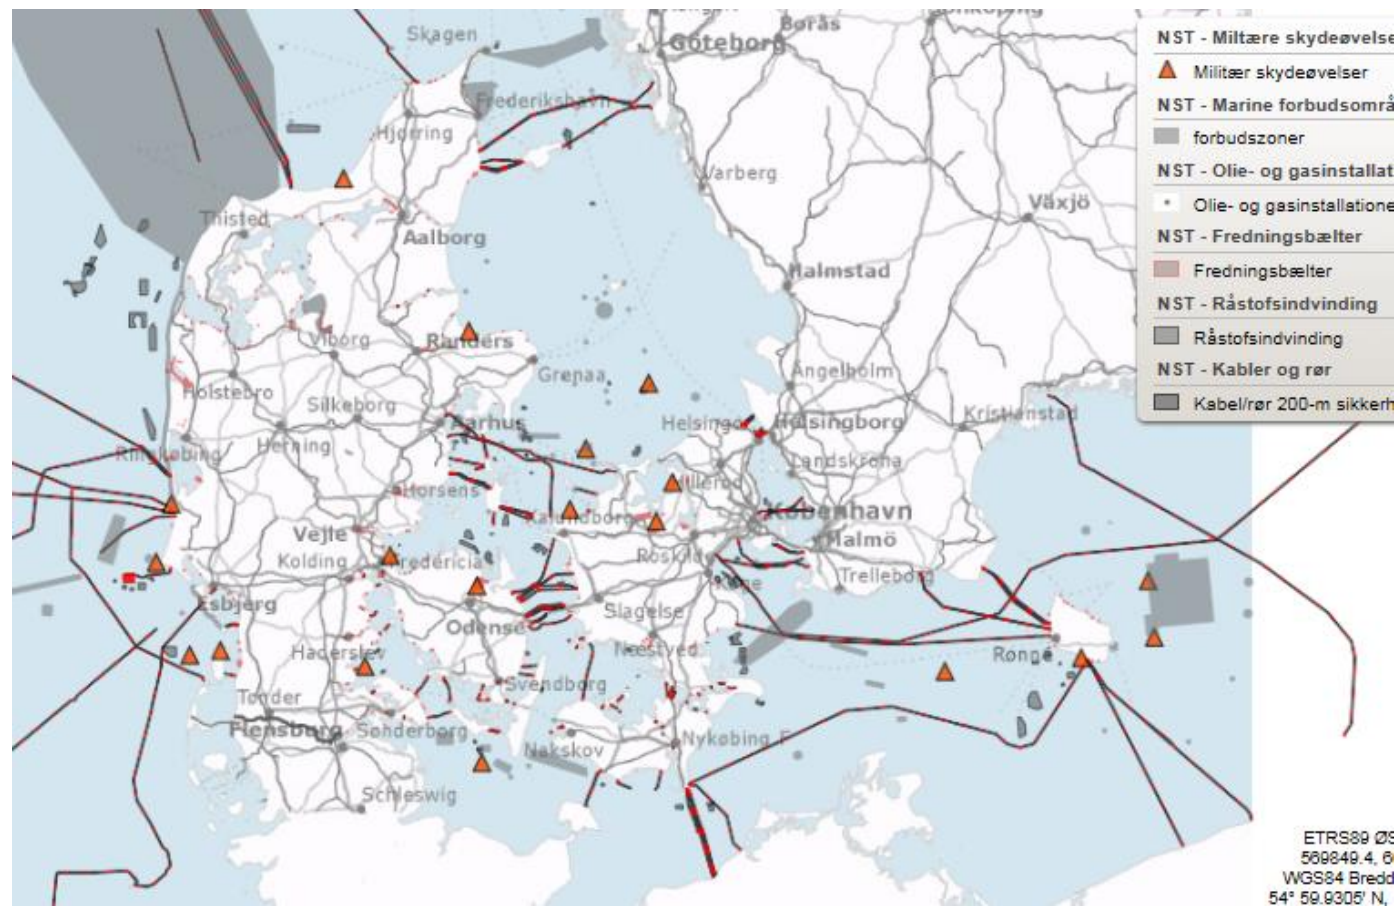 Skagen
Göteborg
Borås
Frederikshavn
Hjørring
Varberg
Thisted
Växjö
Aalborg
Halmstad
Viborg
Randers
Grenaa
Ängelholm
Holstebro
Silkeborg
Aarhus
Helsingør
Helsingborg
Kristianstad
Herning
Ringkøbing
Landskrona
Horsens
Hillerød
Kalundborg
København
Vejle
Malmö
Kolding
Fredericia
Roskilde
Køge
Trelleborg
Esbjerg
Slagelse
Odense
Næstved
Rønne
Haderslev
Svendborg
Tønder
Flensburg
Sønderborg
Nakskov
Nykøbing F
Schleswig
NST - Miltære skydeøvelse
Militær skydeøvelser
NST - Marine forbudsområ
forbudszoner
NST - Olie- og gasinstallat
Olie- og gasinstallatione
NST - Fredningsbælter
Fredningsbælter
NST - Råstofsindvinding
Råstofsindvinding
NST - Kabler og rør
Kabel/rør 200-m sikkerh
ETRS89 ØS
569849.4, 6
WGS84 Bredd
54° 59.9305' N,